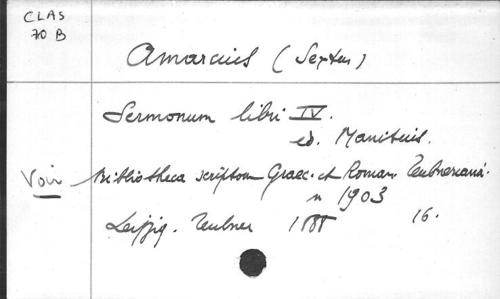 CLAS
70 B
Amarcius (Sextus)
Sermonum libri IV.
ed. Manitius.
Voir Bibliotheca scriptorum Graec. et Roman. Teubneriana.
1903
Leipzig. Teubner 1888 16.